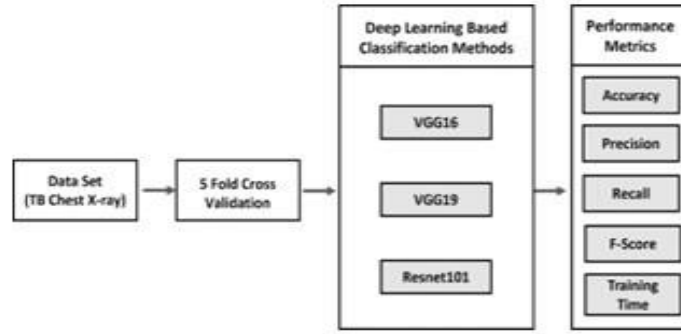 Data Set
(TB Chest X-ray)
5 Fold Cross
Validation
Deep Learning Based
Classification Methods
VGG16
VGG19
Resnet101
Performance
Metrics
Accuracy
Precision
Recall
F-Score
Training
Time